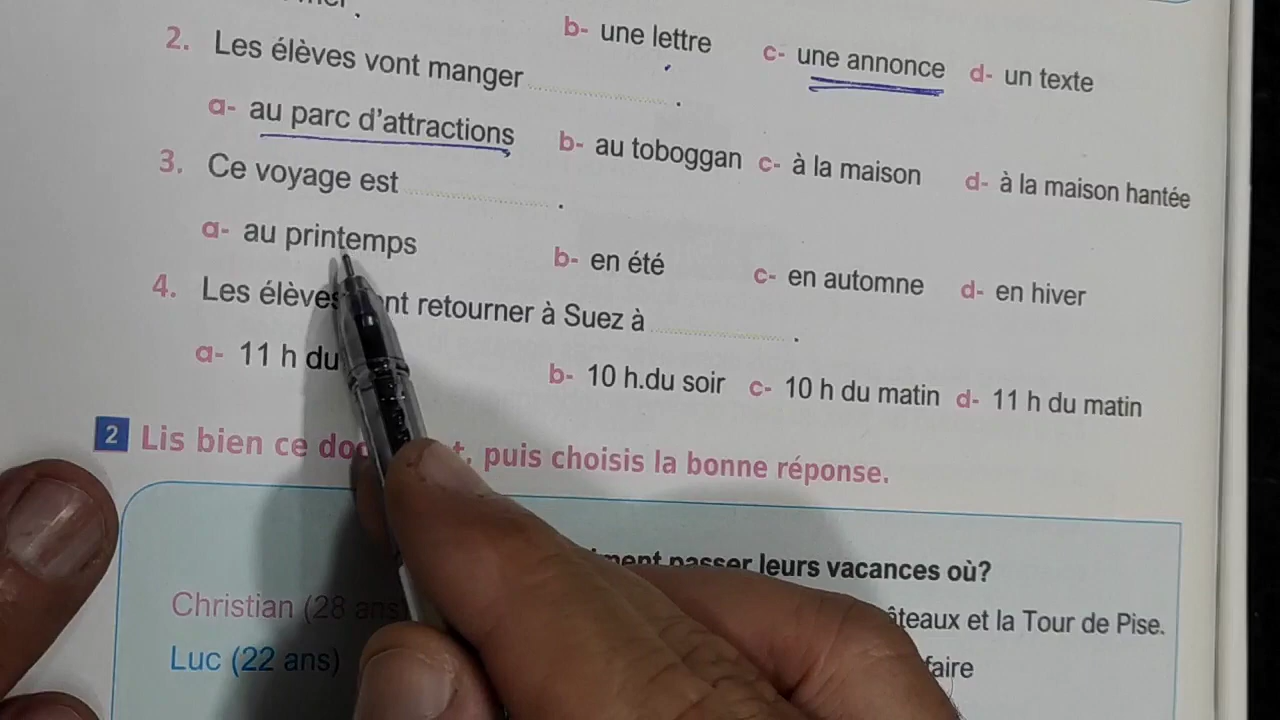 b- une lettre c- une annonce d- un texte
2. Les élèves vont manger .
a- au parc d'attractions b- au toboggan c- à la maison d- à la maison hantée
3. Ce voyage est .
a- au printemps b- en été c- en automne d- en hiver
4. Les élèves retourner à Suez à .
a- 11 h du b- 10 h.du soir c- 10 h du matin d- 11 h du matin
2 Lis bien ce puis choisis la bonne réponse.
passer leurs vacances où?
Christian (28 ans) et la Tour de Pise.
Luc (22 ans) faire